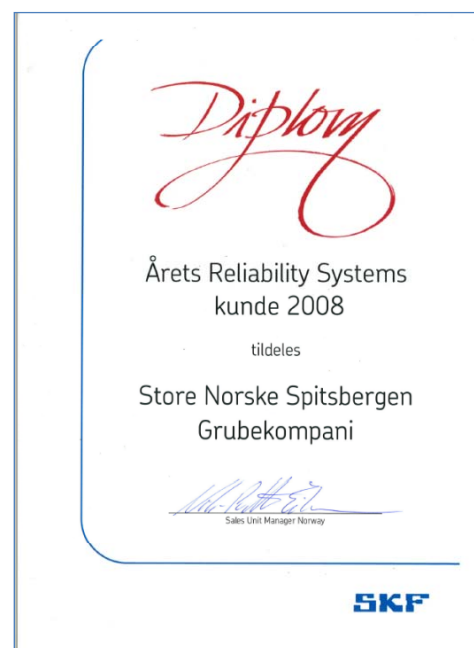 Diplom
Årets Reliability Systems
kunde 2008
tildeles
Store Norske Spitsbergen
Grubekompani
Sales Unit Manager Norway
SKF